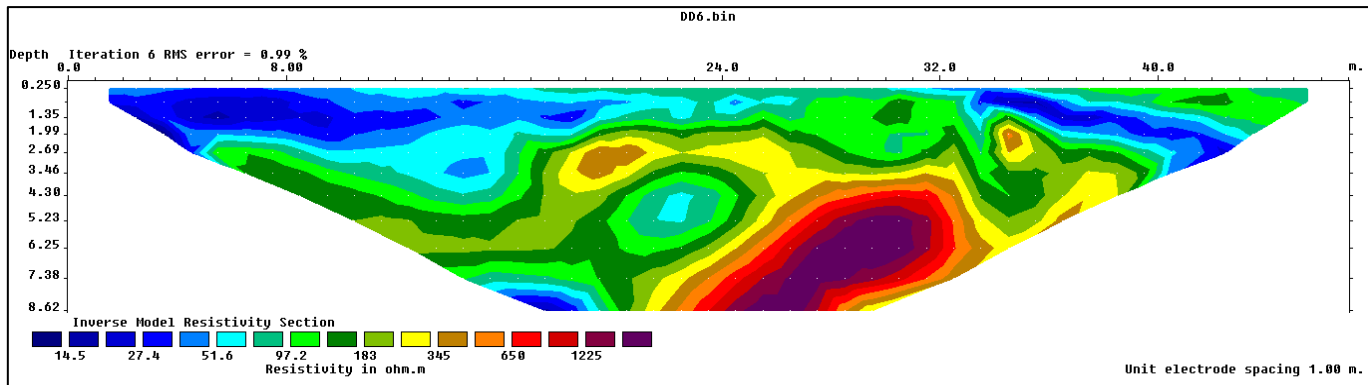 DD6.bin
Depth Iteration 6 RMS error = 0.99 %
0.0 8.00 24.0 32.0 40.0 m.
0.250
1.35
1.99
2.69
3.46
4.30
5.23
6.25
7.38
8.62
Inverse Model Resistivity Section
14.5 27.4 51.6 97.2 183 345 650 1225
Resistivity in ohm.m
Unit electrode spacing 1.00 m.